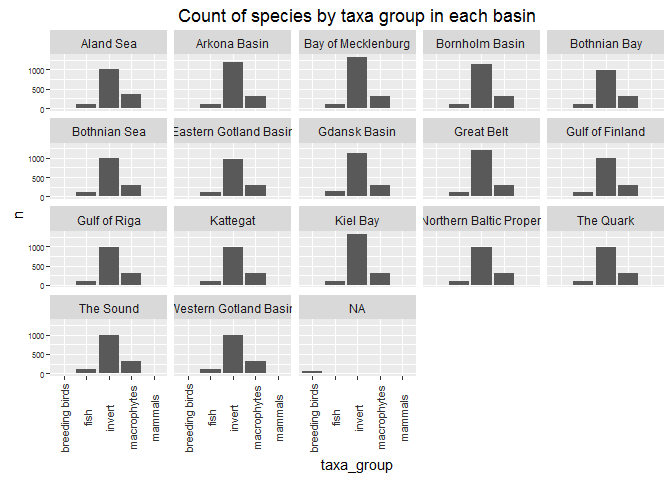 Count of species by taxa group in each basin
Aland Sea Arkona Basin Bay of Mecklenburg Bornholm Basin Bothnian Bay
1000
500
0
Bothnian Sea Eastern Gotland Basin Gdansk Basin Great Belt Gulf of Finland
1000
500
0
n
Gulf of Riga Kattegat Kiel Bay Northern Baltic Proper The Quark
1000
500
0
The Sound Western Gotland Basin NA
1000
500
0
breeding birds fish invert macrophytes mammals breeding birds fish invert macrophytes mammals breeding birds fish invert macrophytes mammals
taxa_group